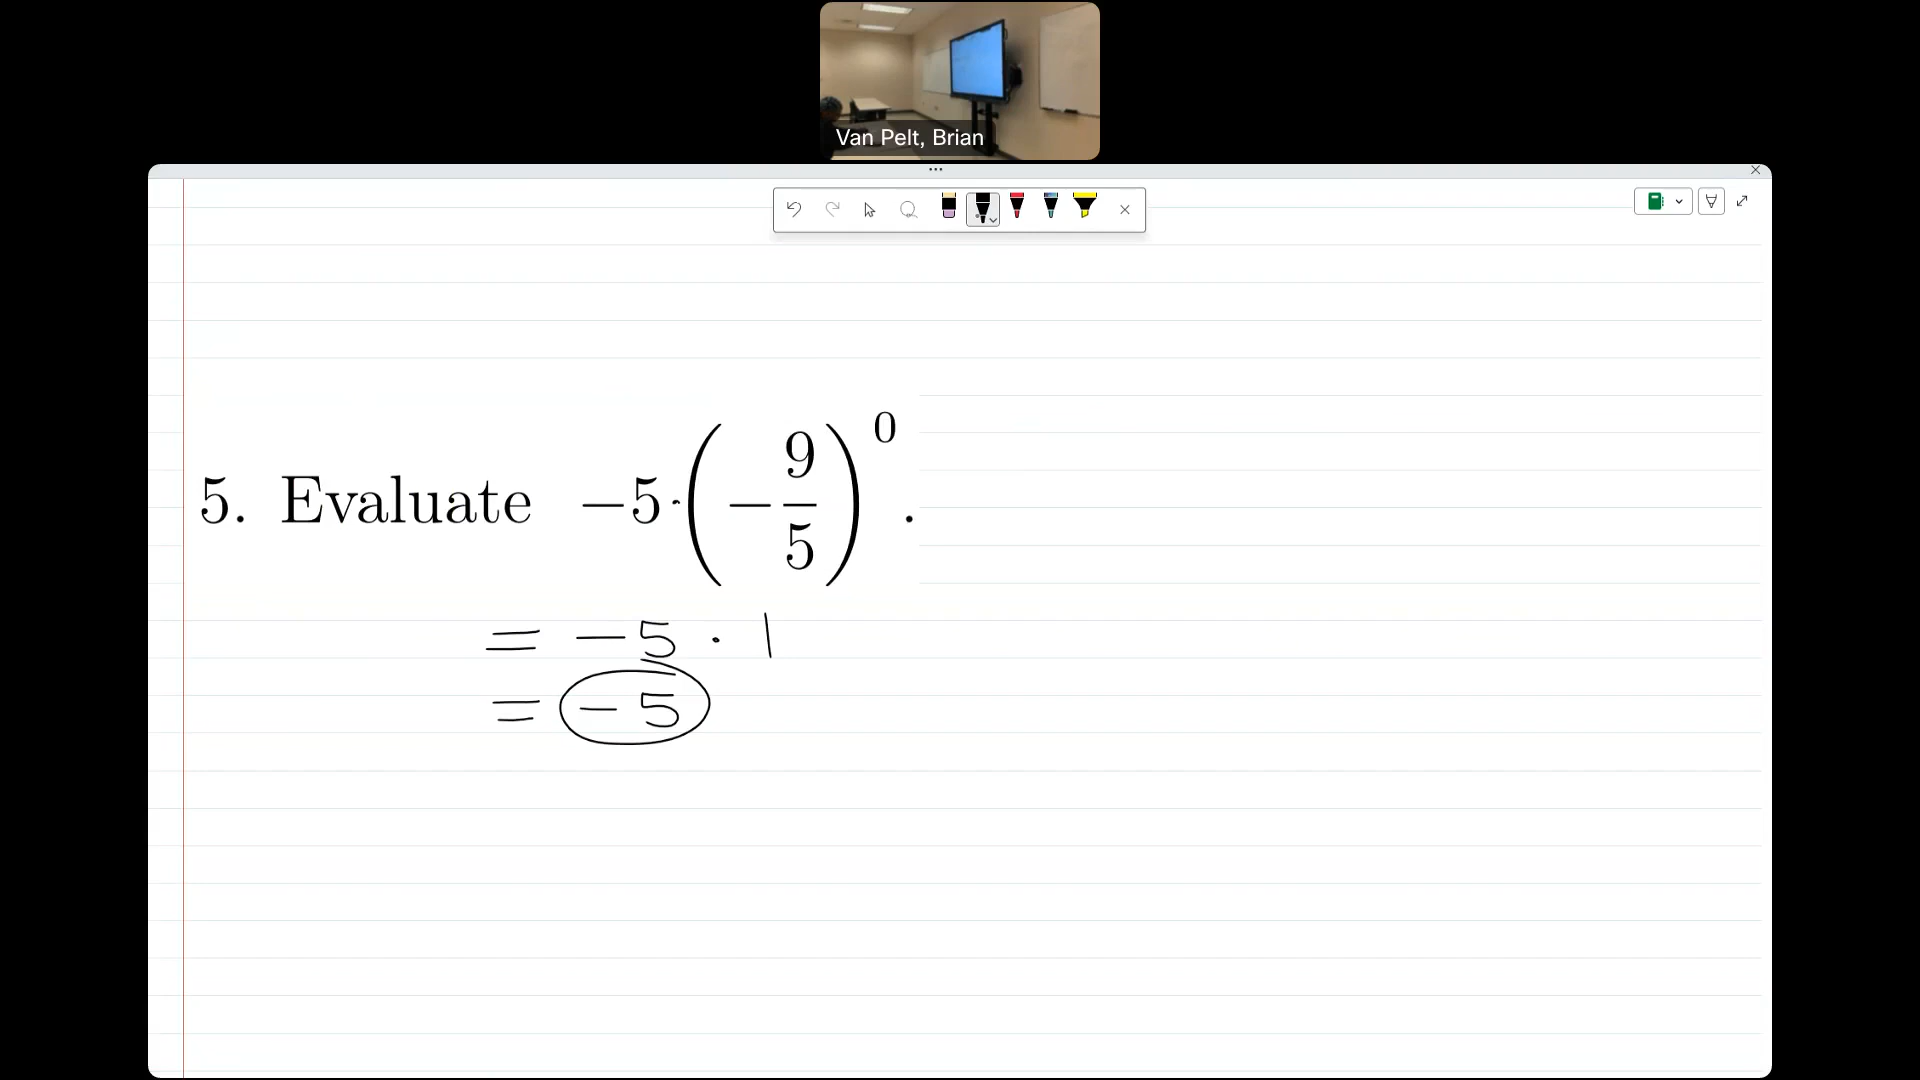 Van Pelt, Brian
5. Evaluate −5·(−9/5)^0.
= −5 · 1
= −5